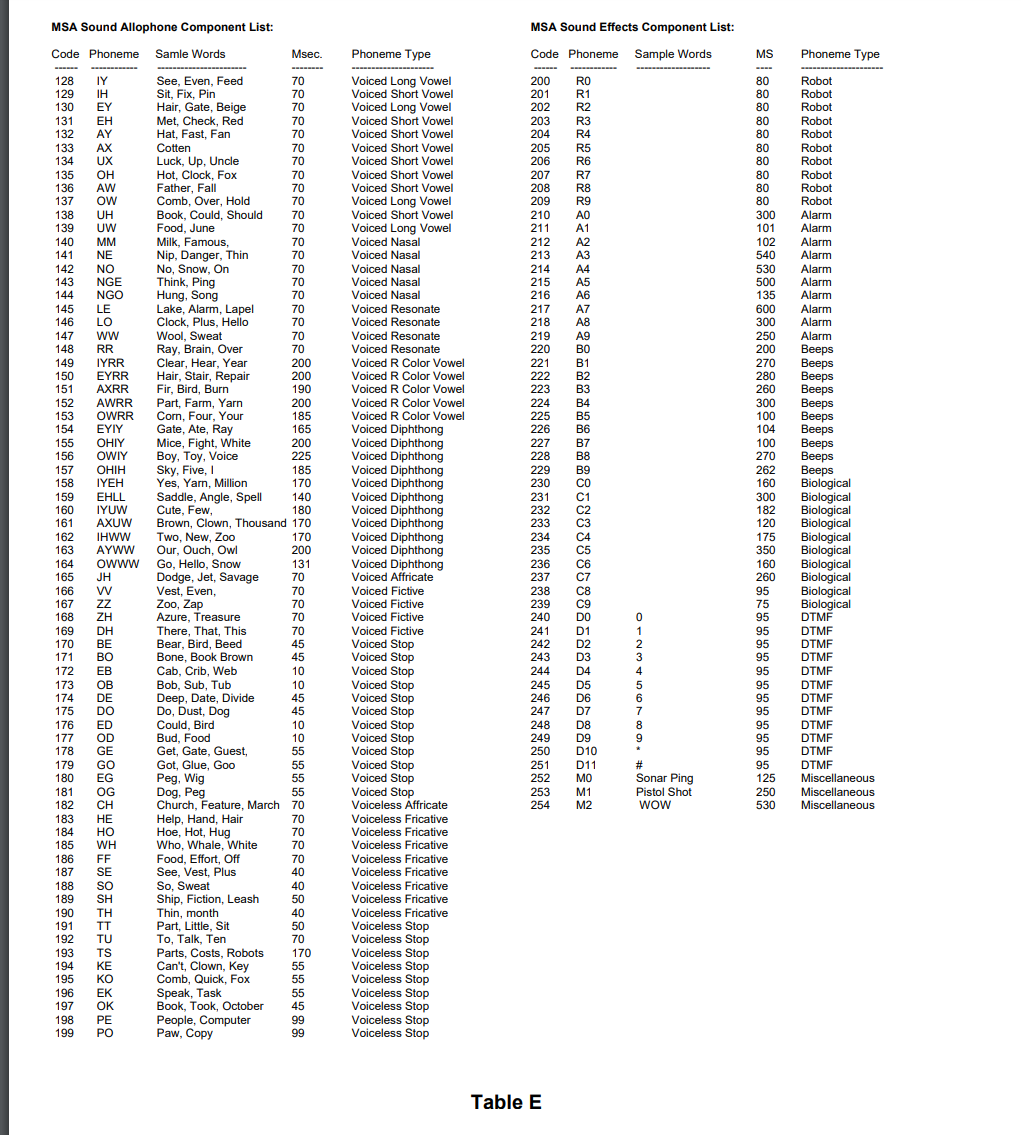 MSA Sound Allophone Component List:
Code Phoneme Samle Words Msec. Phoneme Type
------ ----------- ---------------------- -------- --------------------
128 IY See, Even, Feed 70 Voiced Long Vowel
129 IH Sit, Fix, Pin 70 Voiced Short Vowel
130 EY Hair, Gate, Beige 70 Voiced Long Vowel
131 EH Met, Check, Red 70 Voiced Short Vowel
132 AY Hat, Fast, Fan 70 Voiced Short Vowel
133 AX Cotten 70 Voiced Short Vowel
134 UX Luck, Up, Uncle 70 Voiced Short Vowel
135 OH Hot, Clock, Fox 70 Voiced Short Vowel
136 AW Father, Fall 70 Voiced Short Vowel
137 OW Comb, Over, Hold 70 Voiced Long Vowel
138 UH Book, Could, Should 70 Voiced Short Vowel
139 UW Food, June 70 Voiced Long Vowel
140 MM Milk, Famous, 70 Voiced Nasal
141 NE Nip, Danger, Thin 70 Voiced Nasal
142 NO No, Snow, On 70 Voiced Nasal
143 NGE Think, Ping 70 Voiced Nasal
144 NGO Hung, Song 70 Voiced Nasal
145 LE Lake, Alarm, Lapel 70 Voiced Resonate
146 LO Clock, Plus, Hello 70 Voiced Resonate
147 WW Wool, Sweat 70 Voiced Resonate
148 RR Ray, Brain, Over 70 Voiced Resonate
149 IYRR Clear, Hear, Year 200 Voiced R Color Vowel
150 EYRR Hair, Stair, Repair 200 Voiced R Color Vowel
151 AXRR Fir, Bird, Burn 190 Voiced R Color Vowel
152 AWRR Part, Farm, Yarn 200 Voiced R Color Vowel
153 OWRR Corn, Four, Your 185 Voiced R Color Vowel
154 EYIY Gate, Ate, Ray 165 Voiced Diphthong
155 OHIY Mice, Fight, White 200 Voiced Diphthong
156 OWIY Boy, Toy, Voice 225 Voiced Diphthong
157 OHIH Sky, Five, I 185 Voiced Diphthong
158 IYEH Yes, Yarn, Million 170 Voiced Diphthong
159 EHLL Saddle, Angle, Spell 140 Voiced Diphthong
160 IYUW Cute, Few, 180 Voiced Diphthong
161 AXUW Brown, Clown, Thousand 170 Voiced Diphthong
162 IHWW Two, New, Zoo 170 Voiced Diphthong
163 AYWW Our, Ouch, Owl 200 Voiced Diphthong
164 OWWW Go, Hello, Snow 131 Voiced Diphthong
165 JH Dodge, Jet, Savage 70 Voiced Affricate
166 VV Vest, Even, 70 Voiced Fictive
167 ZZ Zoo, Zap 70 Voiced Fictive
168 ZH Azure, Treasure 70 Voiced Fictive
169 DH There, That, This 70 Voiced Fictive
170 BE Bear, Bird, Beed 45 Voiced Stop
171 BO Bone, Book Brown 45 Voiced Stop
172 EB Cab, Crib, Web 10 Voiced Stop
173 OB Bob, Sub, Tub 10 Voiced Stop
174 DE Deep, Date, Divide 45 Voiced Stop
175 DO Do, Dust, Dog 45 Voiced Stop
176 ED Could, Bird 10 Voiced Stop
177 OD Bud, Food 10 Voiced Stop
178 GE Get, Gate, Guest, 55 Voiced Stop
179 GO Got, Glue, Goo 55 Voiced Stop
180 EG Peg, Wig 55 Voiced Stop
181 OG Dog, Peg 55 Voiced Stop
182 CH Church, Feature, March 70 Voiceless Affricate
183 HE Help, Hand, Hair 70 Voiceless Fricative
184 HO Hoe, Hot, Hug 70 Voiceless Fricative
185 WH Who, Whale, White 70 Voiceless Fricative
186 FF Food, Effort, Off 70 Voiceless Fricative
187 SE See, Vest, Plus 40 Voiceless Fricative
188 SO So, Sweat 40 Voiceless Fricative
189 SH Ship, Fiction, Leash 50 Voiceless Fricative
190 TH Thin, month 40 Voiceless Fricative
191 TT Part, Little, Sit 50 Voiceless Stop
192 TU To, Talk, Ten 70 Voiceless Stop
193 TS Parts, Costs, Robots 170 Voiceless Stop
194 KE Can't, Clown, Key 55 Voiceless Stop
195 KO Comb, Quick, Fox 55 Voiceless Stop
196 EK Speak, Task 55 Voiceless Stop
197 OK Book, Took, October 45 Voiceless Stop
198 PE People, Computer 99 Voiceless Stop
199 PO Paw, Copy 99 Voiceless Stop
MSA Sound Effects Component List:
Code Phoneme Sample Words MS Phoneme Type
------ ----------- ------------------ ---- --------------------
200 R0 80 Robot
201 R1 80 Robot
202 R2 80 Robot
203 R3 80 Robot
204 R4 80 Robot
205 R5 80 Robot
206 R6 80 Robot
207 R7 80 Robot
208 R8 80 Robot
209 R9 80 Robot
210 A0 300 Alarm
211 A1 101 Alarm
212 A2 102 Alarm
213 A3 540 Alarm
214 A4 530 Alarm
215 A5 500 Alarm
216 A6 135 Alarm
217 A7 600 Alarm
218 A8 300 Alarm
219 A9 250 Alarm
220 B0 200 Beeps
221 B1 270 Beeps
222 B2 280 Beeps
223 B3 260 Beeps
224 B4 300 Beeps
225 B5 100 Beeps
226 B6 104 Beeps
227 B7 100 Beeps
228 B8 270 Beeps
229 B9 262 Beeps
230 C0 160 Biological
231 C1 300 Biological
232 C2 182 Biological
233 C3 120 Biological
234 C4 175 Biological
235 C5 350 Biological
236 C6 160 Biological
237 C7 260 Biological
238 C8 95 Biological
239 C9 75 Biological
240 D0 0 95 DTMF
241 D1 1 95 DTMF
242 D2 2 95 DTMF
243 D3 3 95 DTMF
244 D4 4 95 DTMF
245 D5 5 95 DTMF
246 D6 6 95 DTMF
247 D7 7 95 DTMF
248 D8 8 95 DTMF
249 D9 9 95 DTMF
250 D10 * 95 DTMF
251 D11 # 95 DTMF
252 M0 Sonar Ping 125 Miscellaneous
253 M1 Pistol Shot 250 Miscellaneous
254 M2 WOW 530 Miscellaneous
Table E